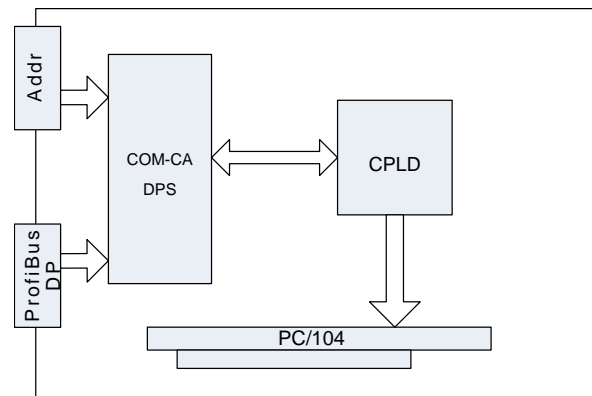 Addr
COM-CA
DPS
CPLD
ProfiBus
DP
PC/104